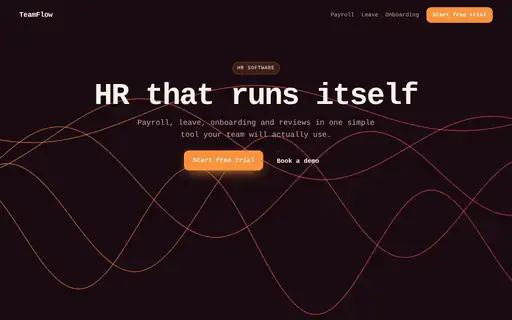 TeamFlow
Payroll Leave Onboarding Start free trial
HR SOFTWARE
HR that runs itself
Payroll, leave, onboarding and reviews in one simple
tool your team will actually use.
Start free trial Book a demo